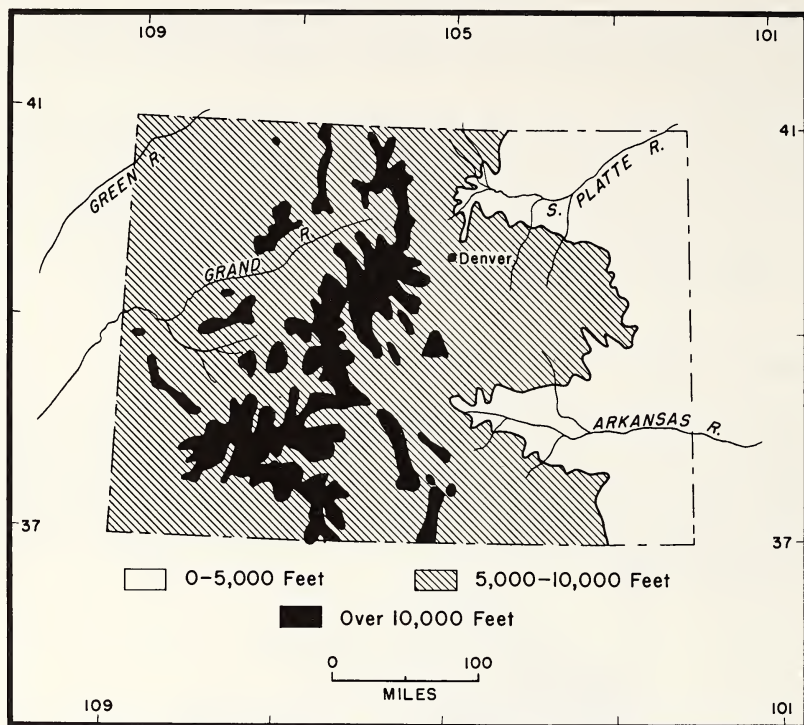 109 105 101
41 41
GREEN R.
S. PLATTE R.
Denver
GRAND R.
ARKANSAS R.
37 37
0–5,000 Feet 5,000–10,000 Feet
Over 10,000 Feet
0 100
MILES
109 101